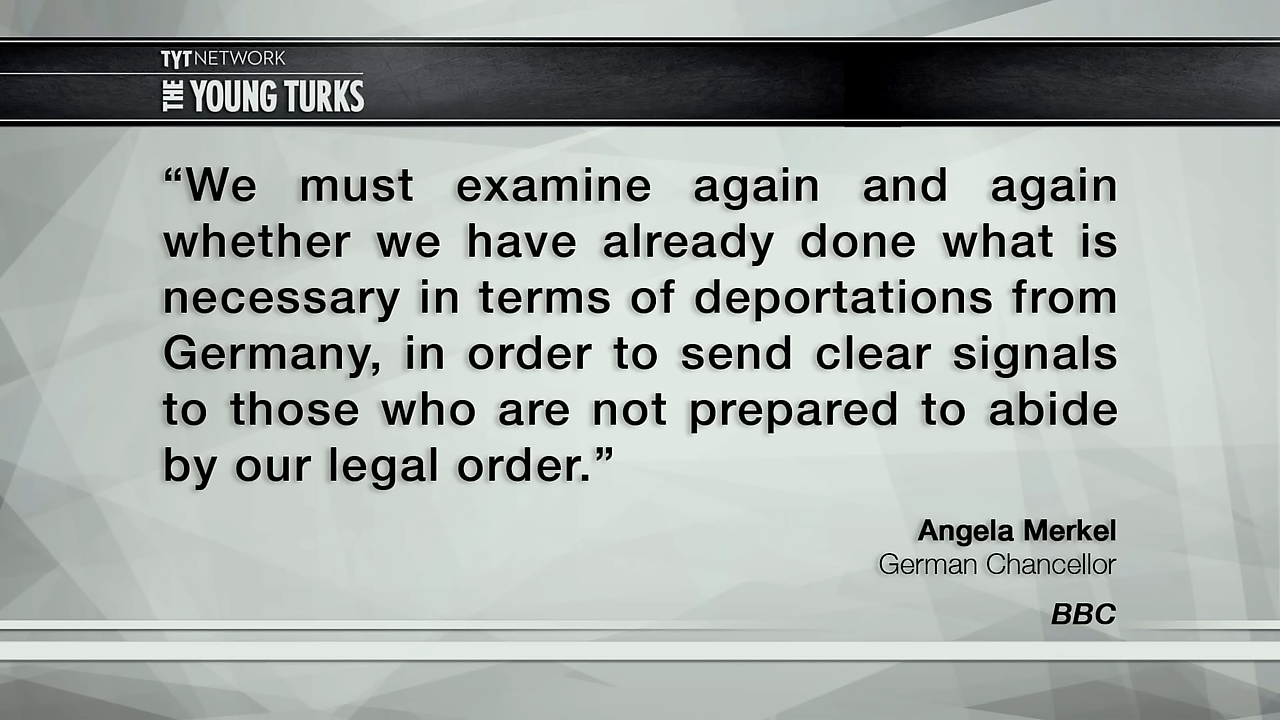 TYT NETWORK
THE YOUNG TURKS
“We must examine again and again
whether we have already done what is
necessary in terms of deportations from
Germany, in order to send clear signals
to those who are not prepared to abide
by our legal order.”
Angela Merkel
German Chancellor
BBC